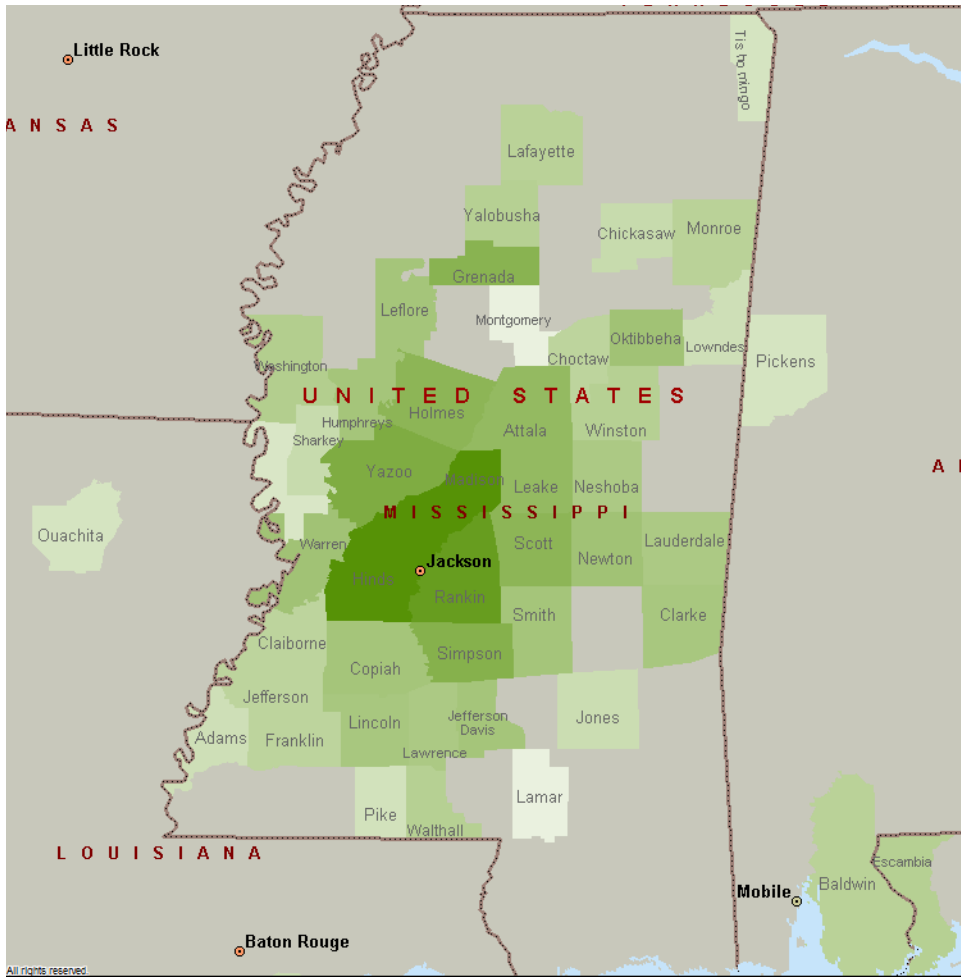 Little Rock
Tishomingo
A N S A S
Lafayette
Yalobusha
Chickasaw
Monroe
Grenada
Leflore
Montgomery
Oktibbeha
Lowndes
Choctaw
Pickens
Washington
UNITED STATES
Holmes
Humphreys
Attala
Winston
Sharkey
Yazoo
Madison
A
Leake
Neshoba
MISSISSIPPI
Ouachita
Warren
Scott
Lauderdale
Newton
Jackson
Hinds
Rankin
Smith
Clarke
Claiborne
Simpson
Copiah
Jefferson
Jefferson
Davis
Jones
Lincoln
Adams
Franklin
Lawrence
Lamar
Pike
Walthall
LOUISIANA
Escambia
Baldwin
Mobile
Baton Rouge
All rights reserved.